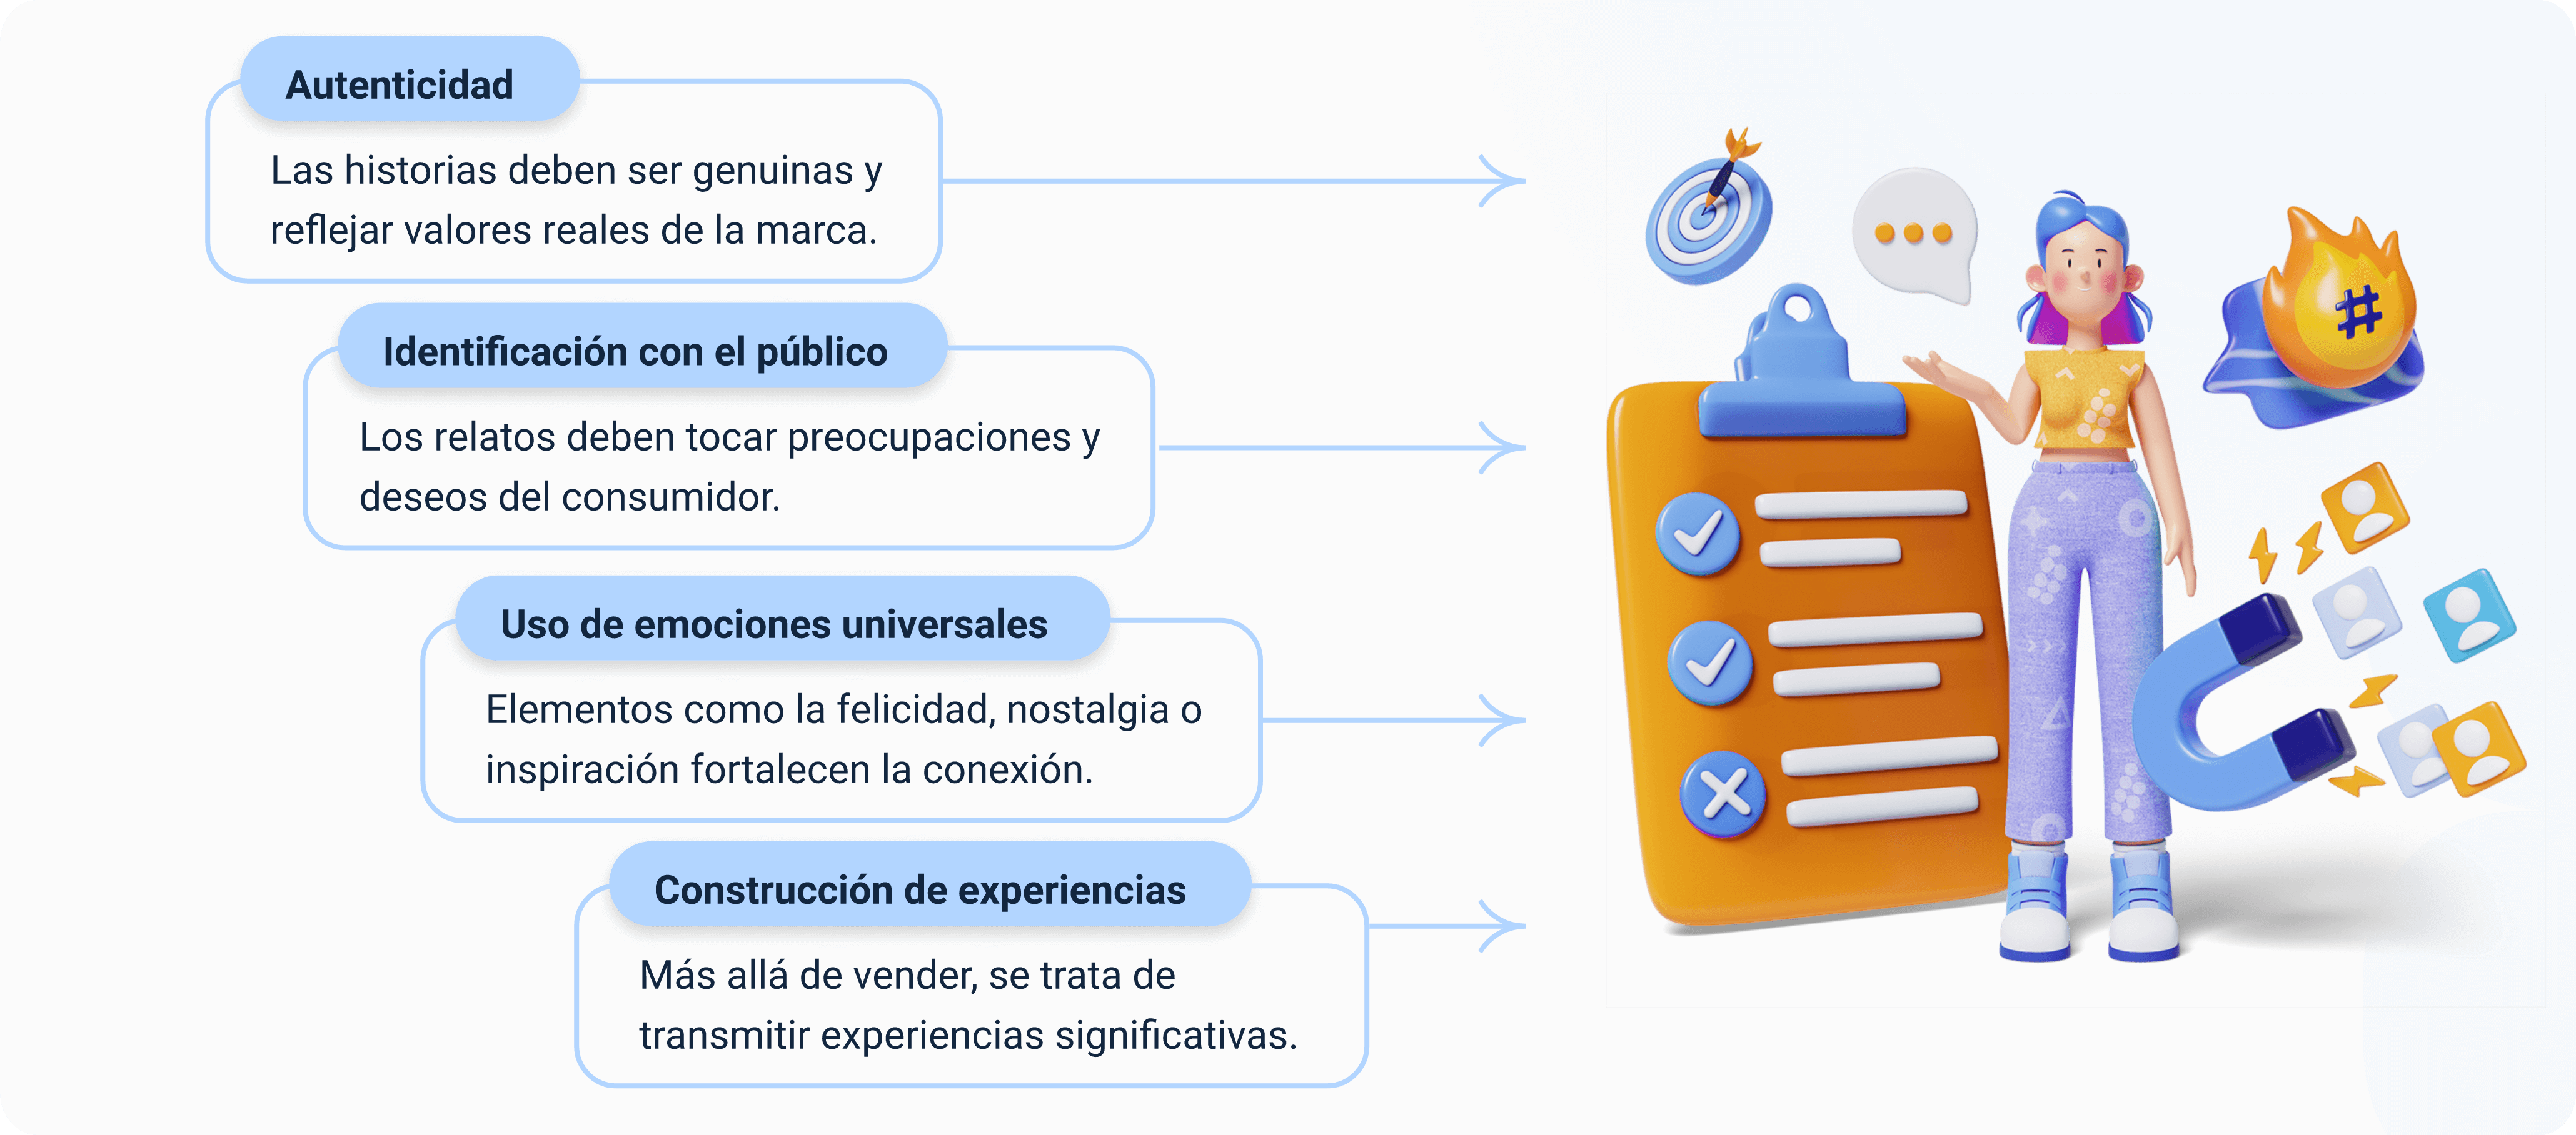 Autenticidad
Las historias deben ser genuinas y
reflejar valores reales de la marca.
Identificación con el público
Los relatos deben tocar preocupaciones y
deseos del consumidor.
Uso de emociones universales
Elementos como la felicidad, nostalgia o
inspiración fortalecen la conexión.
Construcción de experiencias
Más allá de vender, se trata de
transmitir experiencias significativas.
#